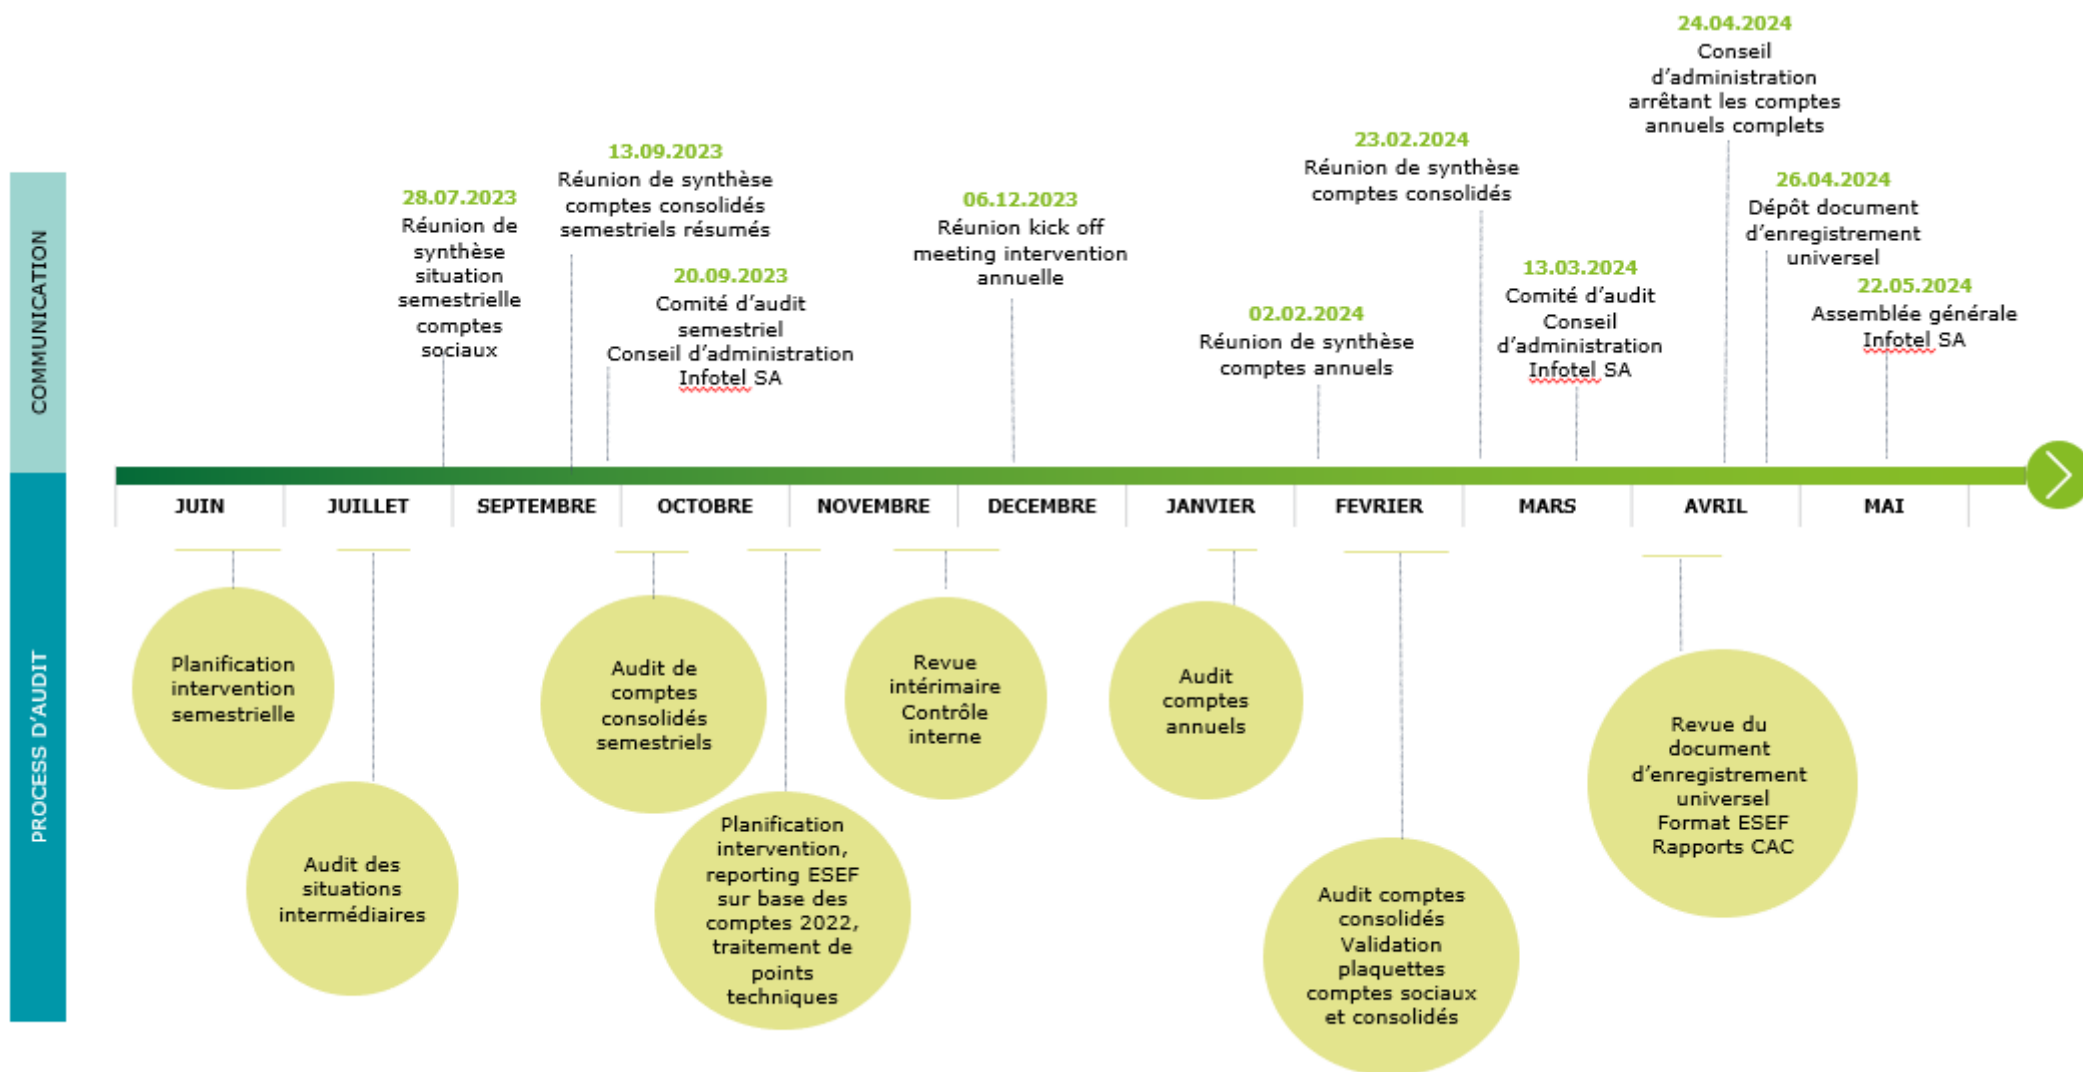 COMMUNICATION
28.07.2023
Réunion de
synthèse
situation
semestrielle
comptes
sociaux
13.09.2023
Réunion de synthèse
comptes consolidés
semestriels résumés
20.09.2023
Comité d’audit
semestriel
Conseil d’administration
Infotel SA
06.12.2023
Réunion kick off
meeting intervention
annuelle
02.02.2024
Réunion de synthèse
comptes annuels
23.02.2024
Réunion de synthèse
comptes consolidés
13.03.2024
Comité d’audit
Conseil
d’administration
Infotel SA
24.04.2024
Conseil
d’administration
arrêtant les comptes
annuels complets
26.04.2024
Dépôt document
d’enregistrement
universel
22.05.2024
Assemblée générale
Infotel SA
JUIN
JUILLET
SEPTEMBRE
OCTOBRE
NOVEMBRE
DECEMBRE
JANVIER
FEVRIER
MARS
AVRIL
MAI
PROCESS D’AUDIT
Planification
intervention
semestrielle
Audit des
situations
intermédiaires
Audit de
comptes
consolidés
semestriels
Planification
intervention,
reporting ESEF
sur base des
comptes 2022,
traitement de
points
techniques
Revue
intérimaire
Contrôle
interne
Audit
comptes
annuels
Audit comptes
consolidés
Validation
plaquettes
comptes sociaux
et consolidés
Revue du
document
d’enregistrement
universel
Format ESEF
Rapports CAC